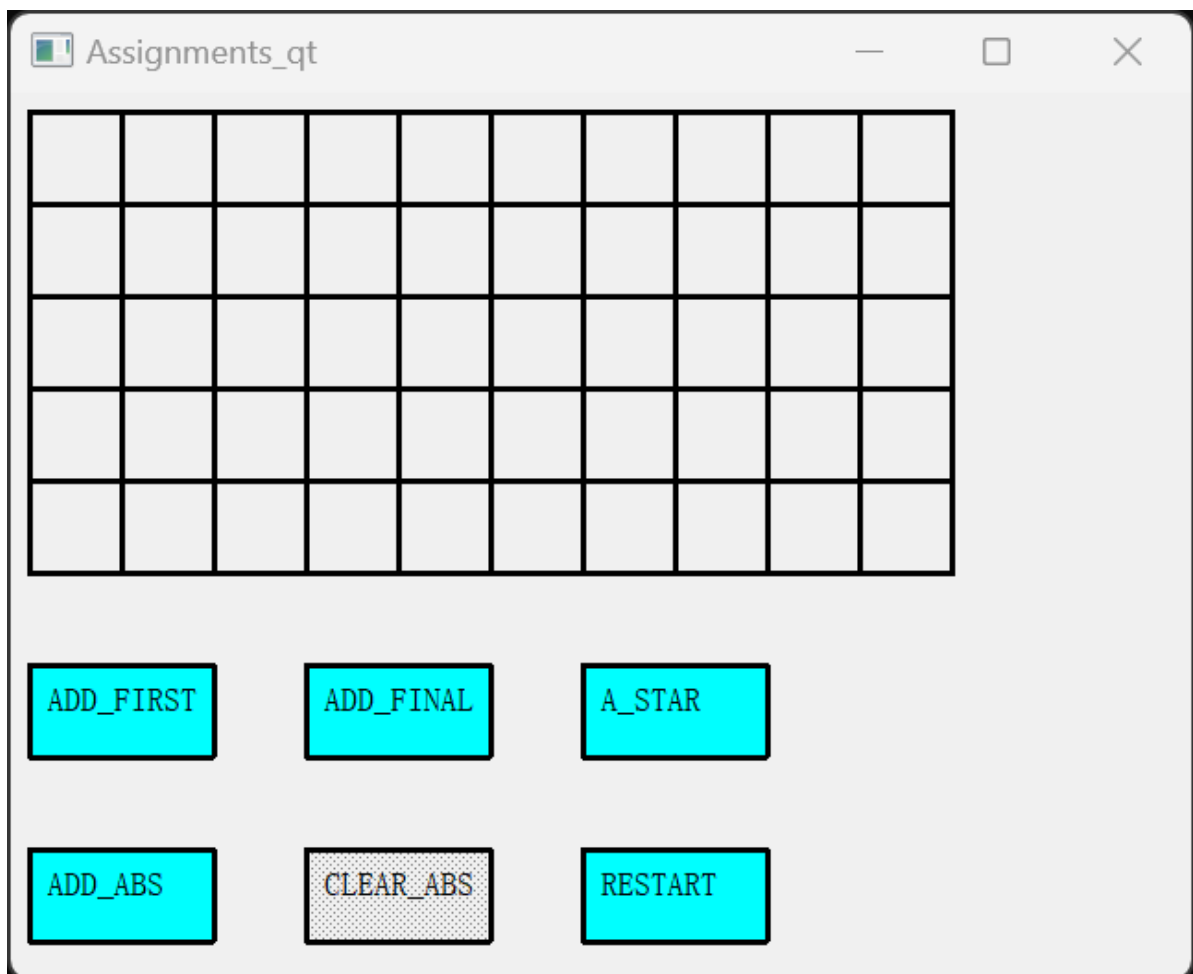 Assignments_qt
ADD_FIRST
ADD_FINAL
A_STAR
ADD_ABS
CLEAR_ABS
RESTART